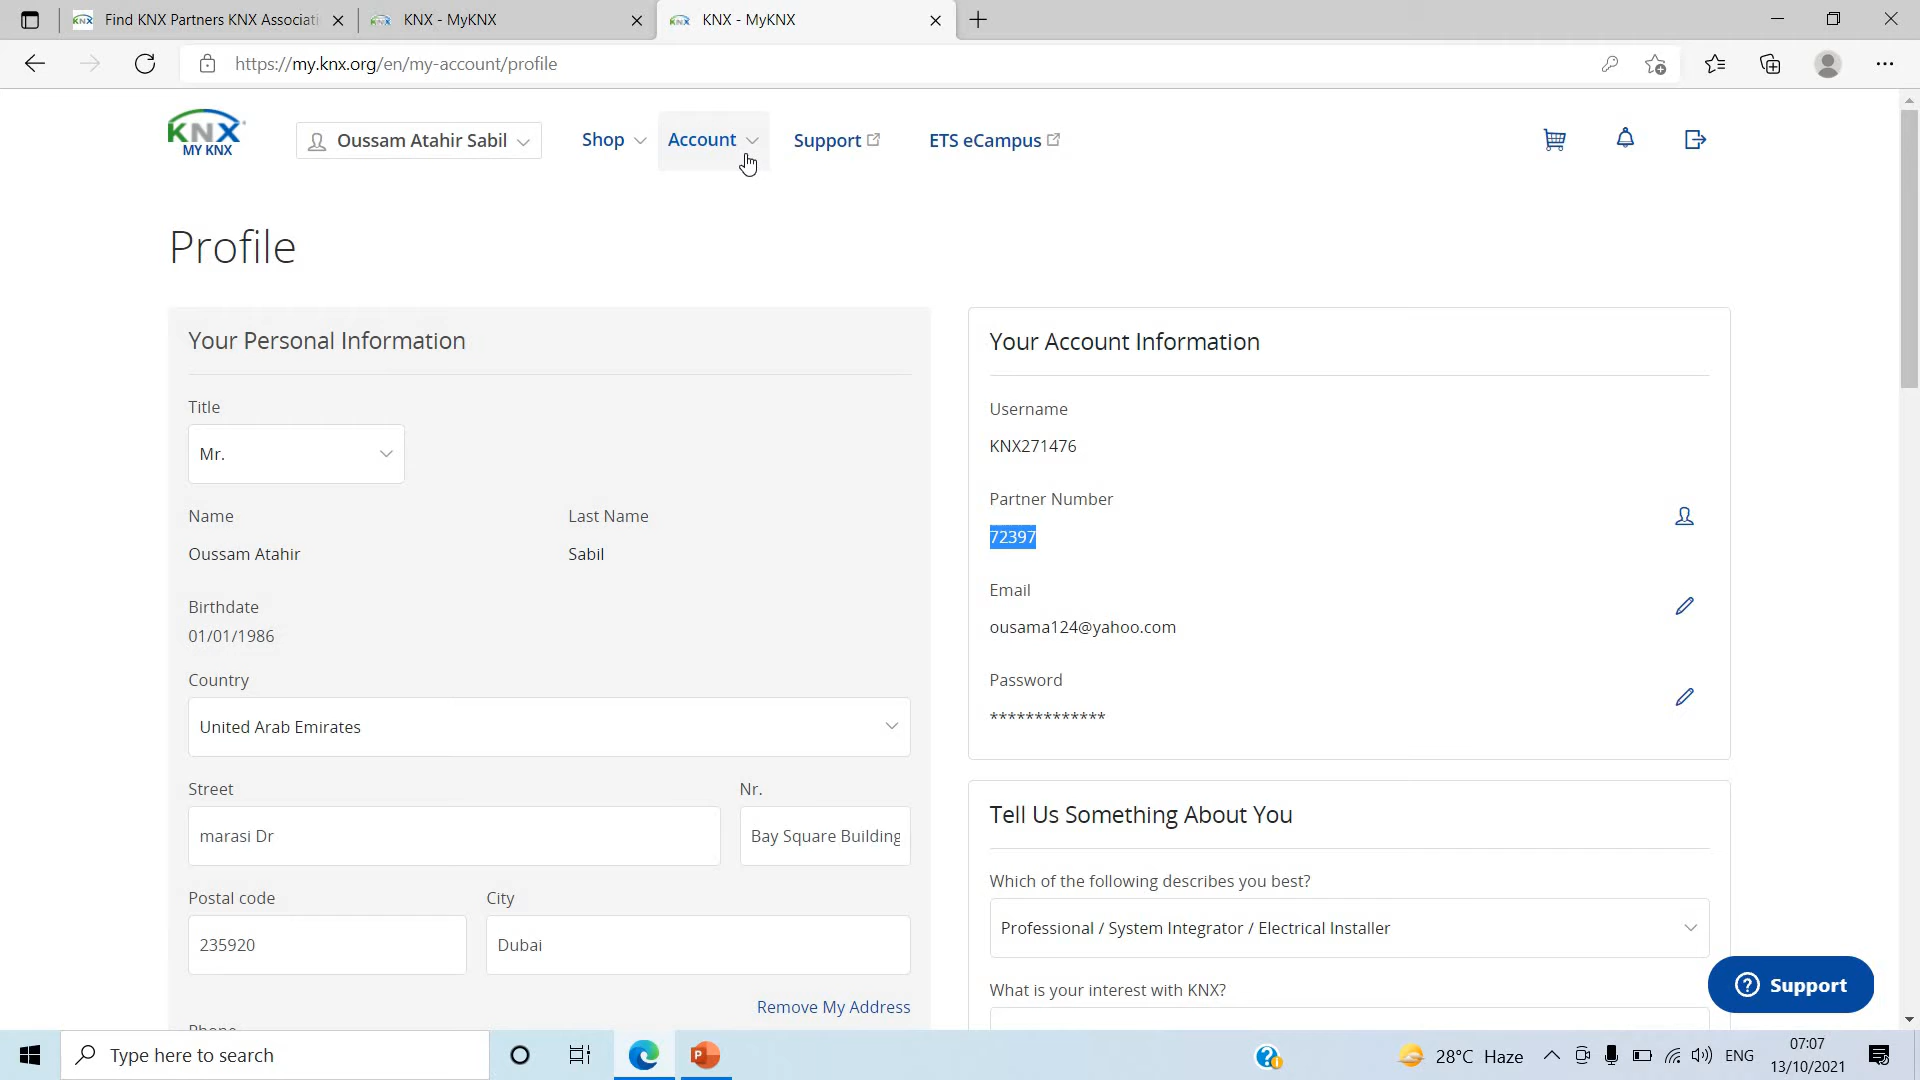 Find KNX Partners KNX Associati
KNX - MyKNX
KNX - MyKNX
https://my.knx.org/en/my-account/profile
KNX
MY KNX
Oussam Atahir Sabil
Shop
Account
Support
ETS eCampus
Profile
Your Personal Information
Title
Mr.
Name
Last Name
Oussam Atahir
Sabil
Birthdate
01/01/1986
Country
United Arab Emirates
Street
Nr.
marasi Dr
Bay Square Building
Postal code
City
235920
Dubai
Remove My Address
Phone
Your Account Information
Username
KNX271476
Partner Number
72397
Email
ousama124@yahoo.com
Password
*************
Tell Us Something About You
Which of the following describes you best?
Professional / System Integrator / Electrical Installer
What is your interest with KNX?
Support
Type here to search
28°C Haze
ENG
07:07
13/10/2021